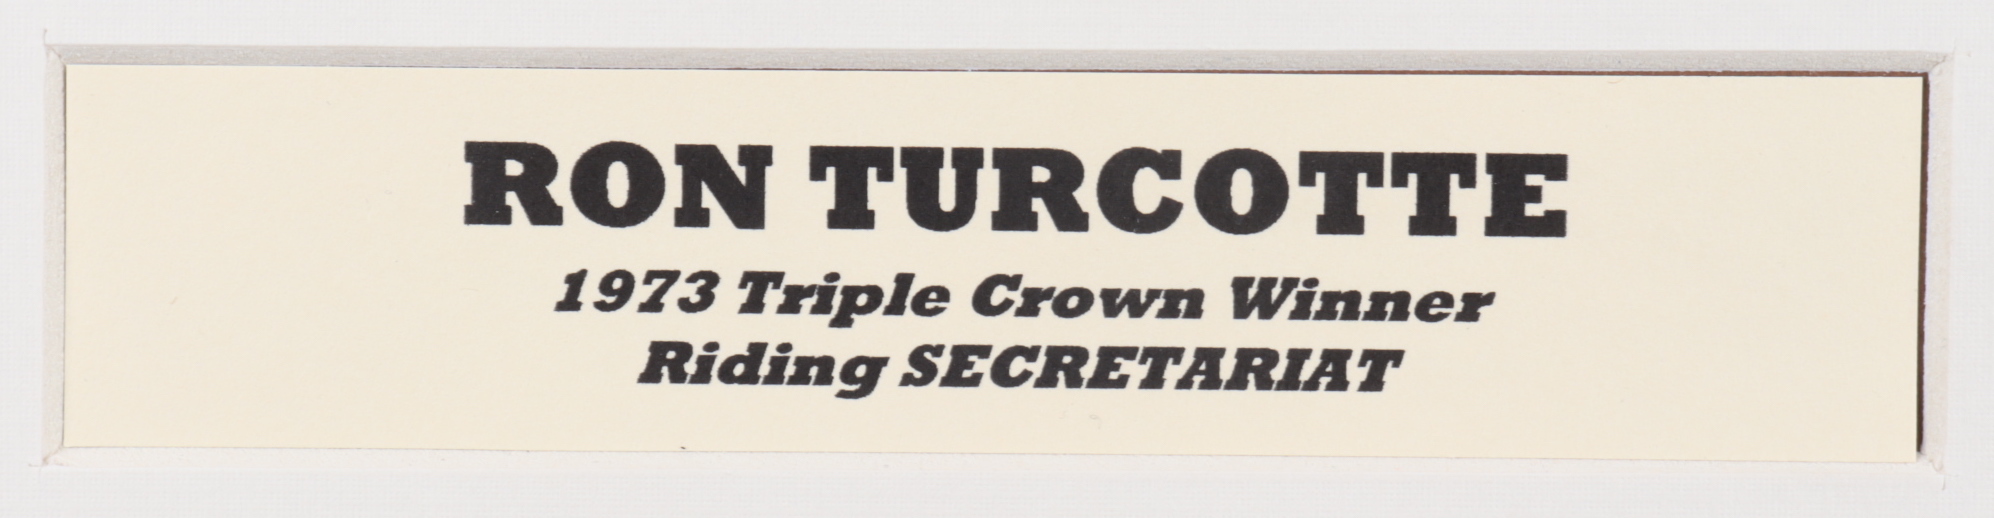 RON TURCOTTE
1973 Triple Crown Winner
Riding SECRETARIAT